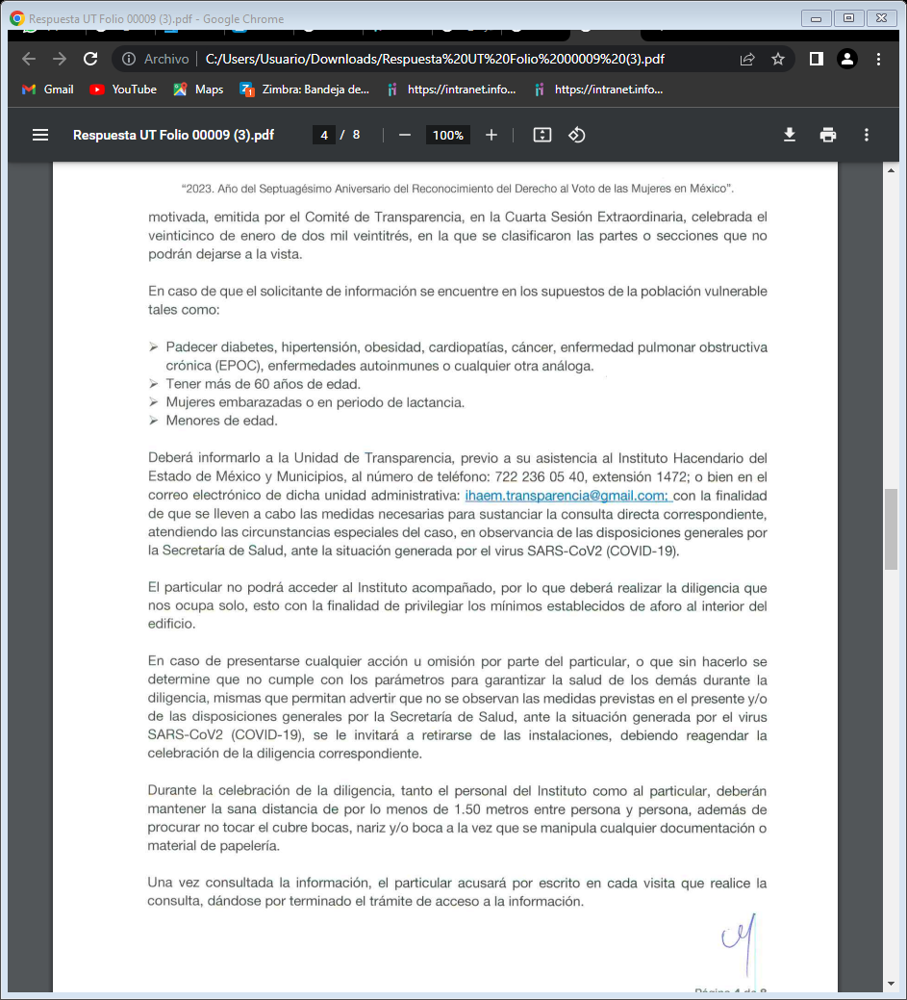 Respuesta UT Folio 00009 (3).pdf - Google Chrome
Archivo
C:/Users/Usuario/Downloads/Respuesta%20UT%20Folio%2000009%20(3).pdf
Gmail
YouTube
Maps
Zimbra: Bandeja de...
https://intranet.info...
https://intranet.info...
Respuesta UT Folio 00009 (3).pdf
4 / 8
100%
“2023. Año del Septuagésimo Aniversario del Reconocimiento del Derecho al Voto de las Mujeres en México”.
motivada, emitida por el Comité de Transparencia, en la Cuarta Sesión Extraordinaria, celebrada el
veinticinco de enero de dos mil veintitrés, en la que se clasificaron las partes o secciones que no
podrán dejarse a la vista.
En caso de que el solicitante de información se encuentre en los supuestos de la población vulnerable
tales como:
➢ Padecer diabetes, hipertensión, obesidad, cardiopatías, cáncer, enfermedad pulmonar obstructiva
crónica (EPOC), enfermedades autoinmunes o cualquier otra análoga.
➢ Tener más de 60 años de edad.
➢ Mujeres embarazadas o en periodo de lactancia.
➢ Menores de edad.
Deberá informarlo a la Unidad de Transparencia, previo a su asistencia al Instituto Hacendario del
Estado de México y Municipios, al número de teléfono: 722 236 05 40, extensión 1472; o bien en el
correo electrónico de dicha unidad administrativa: ihaem.transparencia@gmail.com; con la finalidad
de que se lleven a cabo las medidas necesarias para sustanciar la consulta directa correspondiente,
atendiendo las circunstancias especiales del caso, en observancia de las disposiciones generales por
la Secretaría de Salud, ante la situación generada por el virus SARS-CoV2 (COVID-19).
El particular no podrá acceder al Instituto acompañado, por lo que deberá realizar la diligencia que
nos ocupa solo, esto con la finalidad de privilegiar los mínimos establecidos de aforo al interior del
edificio.
En caso de presentarse cualquier acción u omisión por parte del particular, o que sin hacerlo se
determine que no cumple con los parámetros para garantizar la salud de los demás durante la
diligencia, mismas que permitan advertir que no se observan las medidas previstas en el presente y/o
de las disposiciones generales por la Secretaría de Salud, ante la situación generada por el virus
SARS-CoV2 (COVID-19), se le invitará a retirarse de las instalaciones, debiendo reagendar la
celebración de la diligencia correspondiente.
Durante la celebración de la diligencia, tanto el personal del Instituto como al particular, deberán
mantener la sana distancia de por lo menos de 1.50 metros entre persona y persona, además de
procurar no tocar el cubre bocas, nariz y/o boca a la vez que se manipula cualquier documentación o
material de papelería.
Una vez consultada la información, el particular acusará por escrito en cada visita que realice la
consulta, dándose por terminado el trámite de acceso a la información.
Página 4 de 8